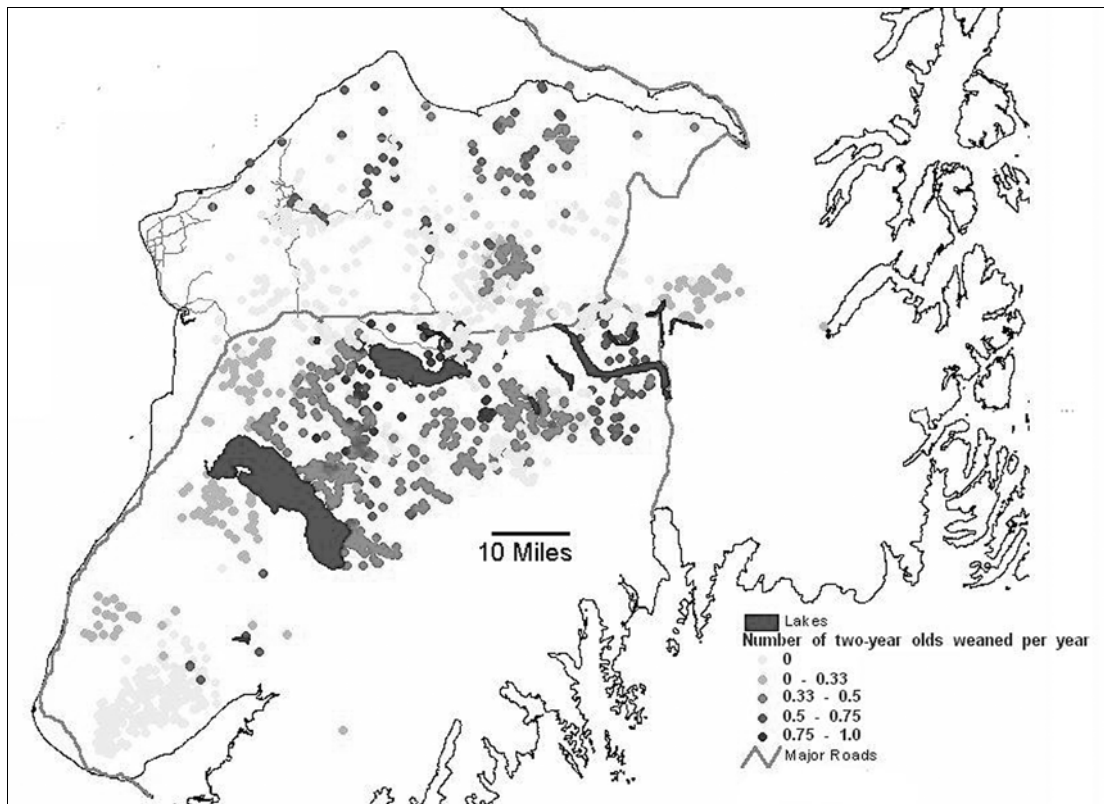 10 Miles
Lakes
Number of two-year olds weaned per year
0
0 - 0.33
0.33 - 0.5
0.5 - 0.75
0.75 - 1.0
Major Roads